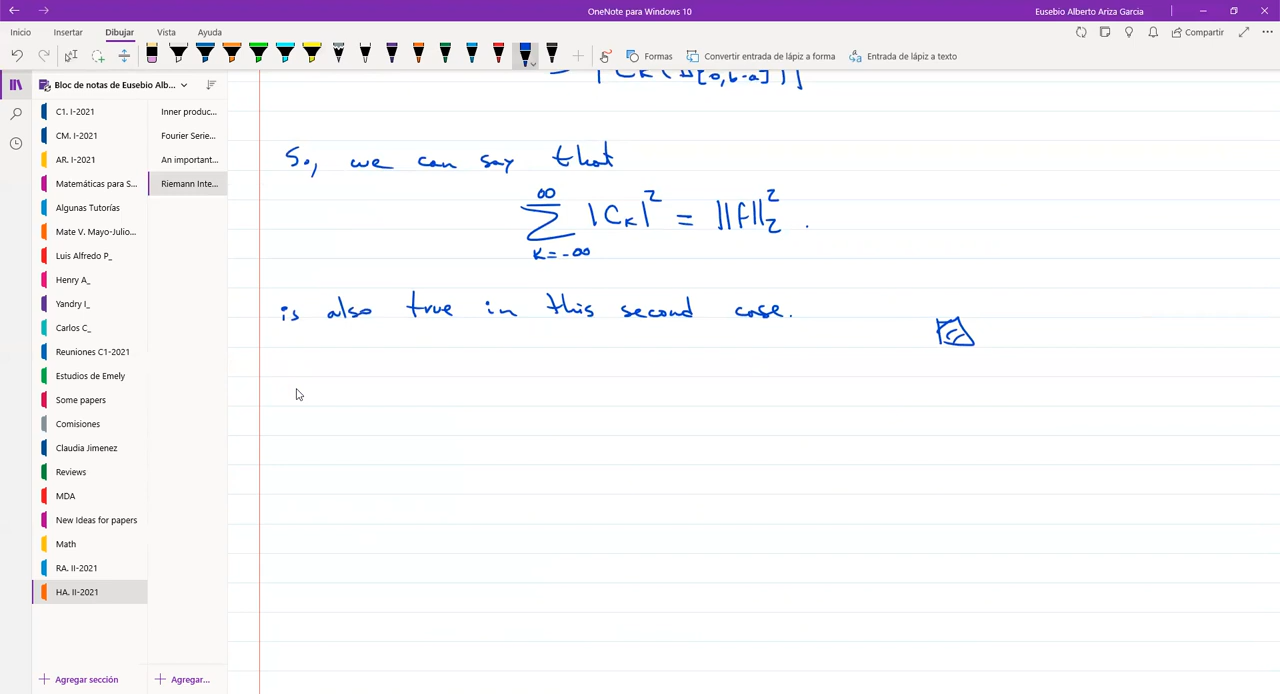 OneNote para Windows 10
Eusebio Alberto Ariza Garcia
Inicio Insertar Dibujar Vista Ayuda
Compartir
Formas Convertir entrada de lápiz a forma Entrada de lápiz a texto
Bloc de notas de Eusebio Alb...
C1. I-2021
CM. I-2021
AR. I-2021
Matemáticas para S...
Algunas Tutorías
Mate V. Mayo-Julio...
Luis Alfredo P_
Henry A_
Yandry I_
Carlos C_
Reuniones C1-2021
Estudios de Emely
Some papers
Comisiones
Claudia Jimenez
Reviews
MDA
New Ideas for papers
Math
RA. II-2021
HA. II-2021
Agregar sección
Inner produc...
Fourier Serie...
An important...
Riemann Inte...
Agregar...
So, we can say that
∞
∑ |C_K|² = ||f||₂² .
K=-∞
is also true in this second case.